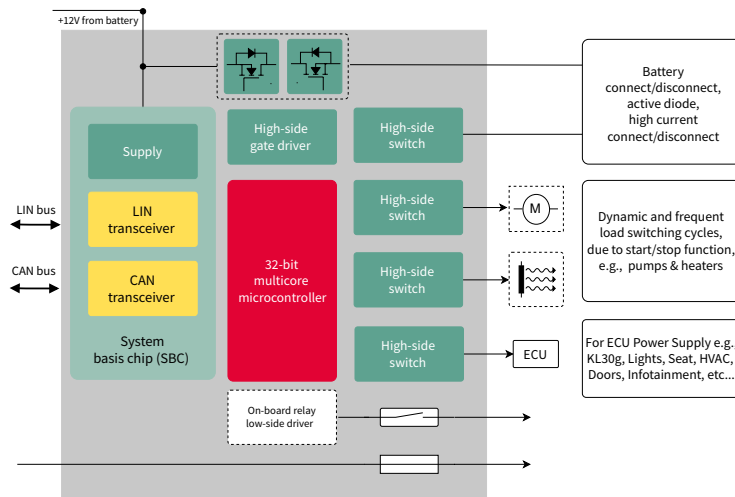 +12V from battery
Battery
connect/disconnect,
active diode,
high current
connect/disconnect
High-side
gate driver
High-side
switch
Supply
LIN bus
LIN
transceiver
High-side
switch
M
Dynamic and frequent
load switching cycles,
due to start/stop function,
e.g., pumps & heaters
CAN bus
CAN
transceiver
32-bit
multicore
microcontroller
High-side
switch
System
basis chip (SBC)
High-side
switch
ECU
For ECU Power Supply e.g.,
KL30g, Lights, Seat, HVAC,
Doors, Infotainment, etc...
On-board relay
low-side driver